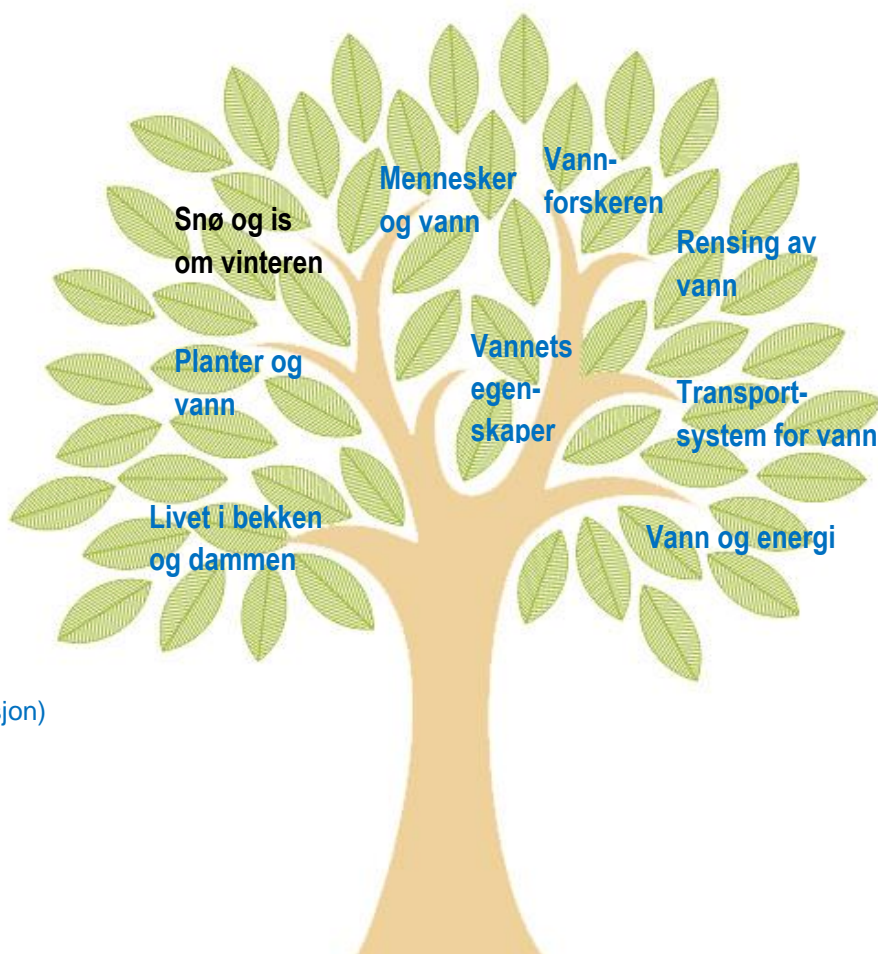 Vann-
forskeren
Mennesker
og vann
Snø og is
om vinteren
Rensing av
vann
Vannets
egen-
skaper
Planter og
vann
Transport-
system for vann
Livet i bekken
og dammen
Vann og energi
sjon)